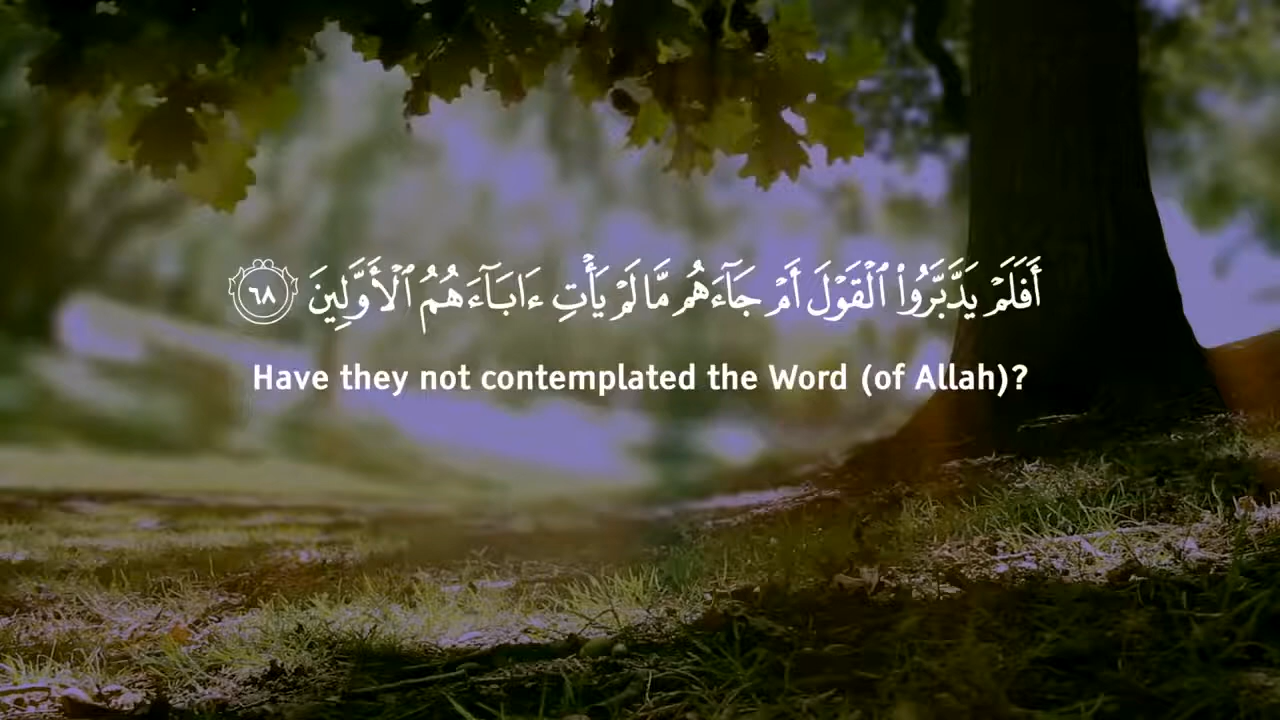 أَفَلَمْ يَدَّبَّرُوا۟ ٱلْقَوْلَ أَمْ جَآءَهُم مَّا لَمْ يَأْتِ ءَابَآءَهُمُ ٱلْأَوَّلِينَ ٦٨
Have they not contemplated the Word (of Allah)?